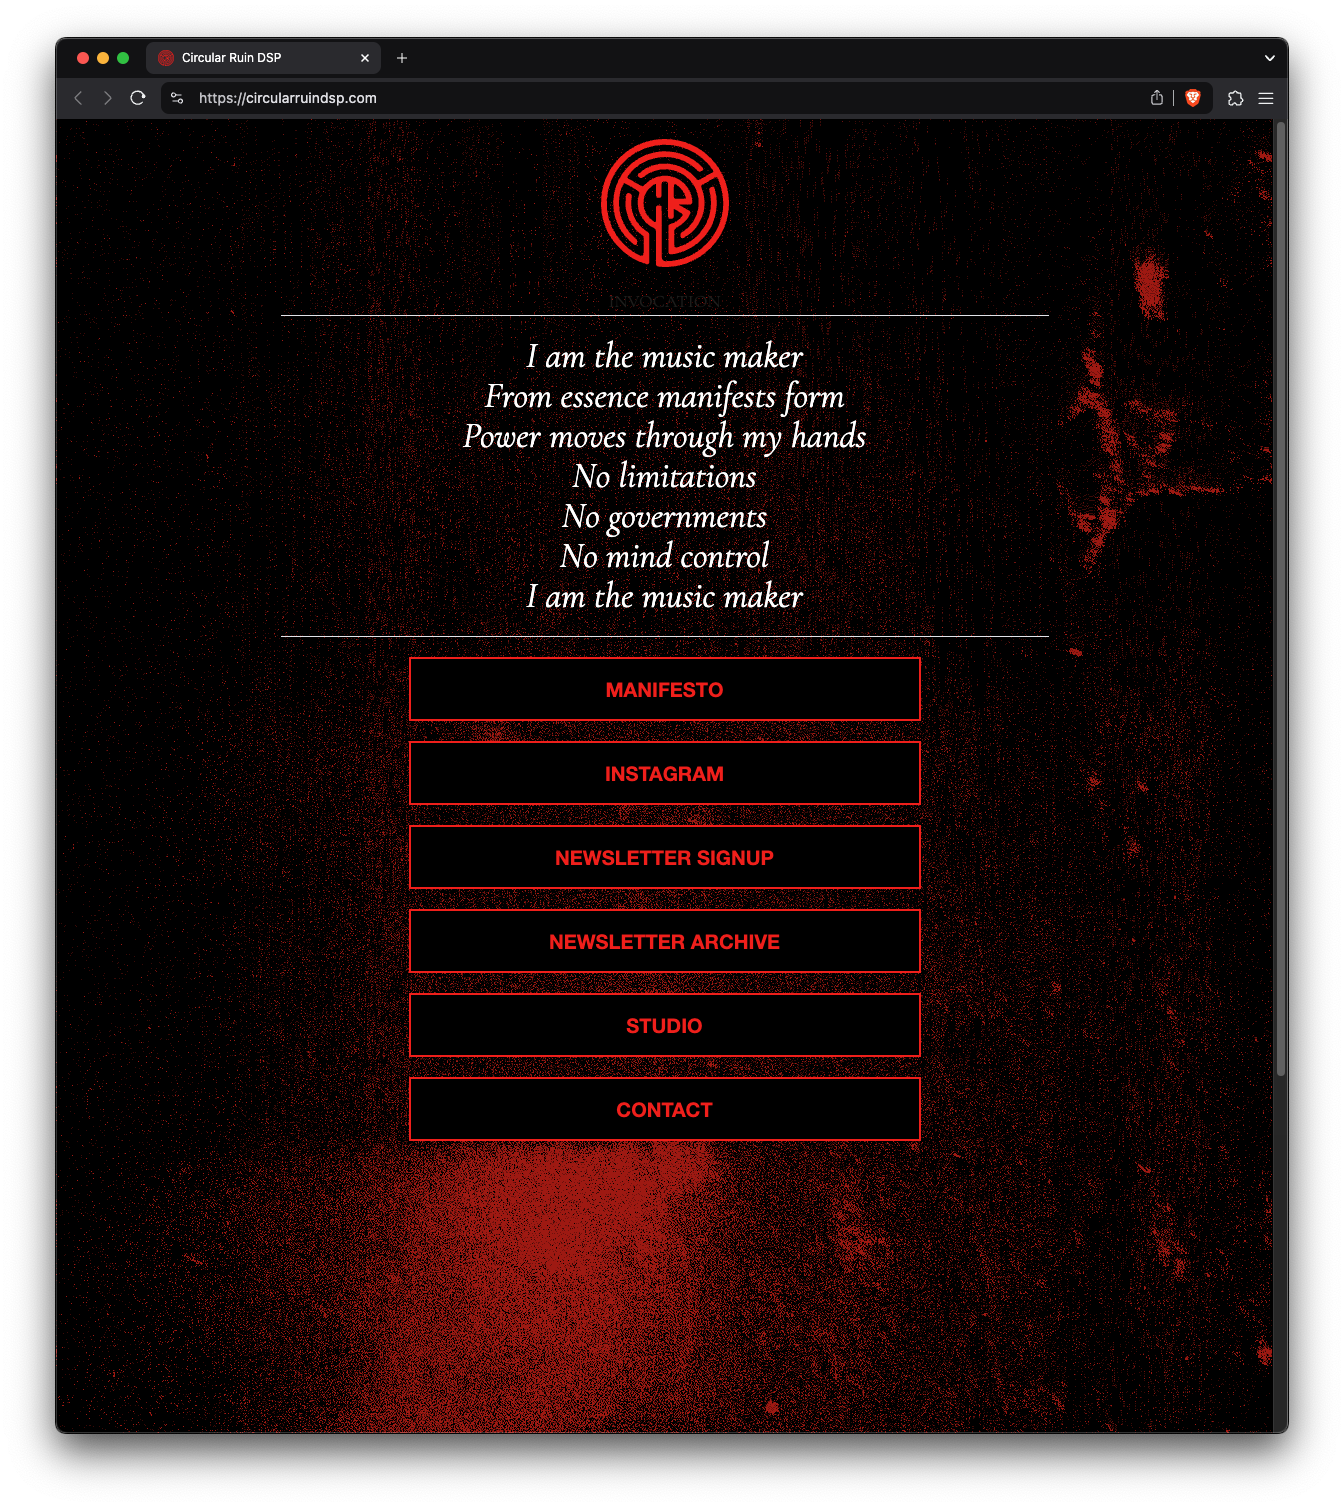 Circular Ruin DSP
https://circularruindsp.com
CR
INVOCATION
I am the music maker
From essence manifests form
Power moves through my hands
No limitations
No governments
No mind control
I am the music maker
MANIFESTO
INSTAGRAM
NEWSLETTER SIGNUP
NEWSLETTER ARCHIVE
STUDIO
CONTACT